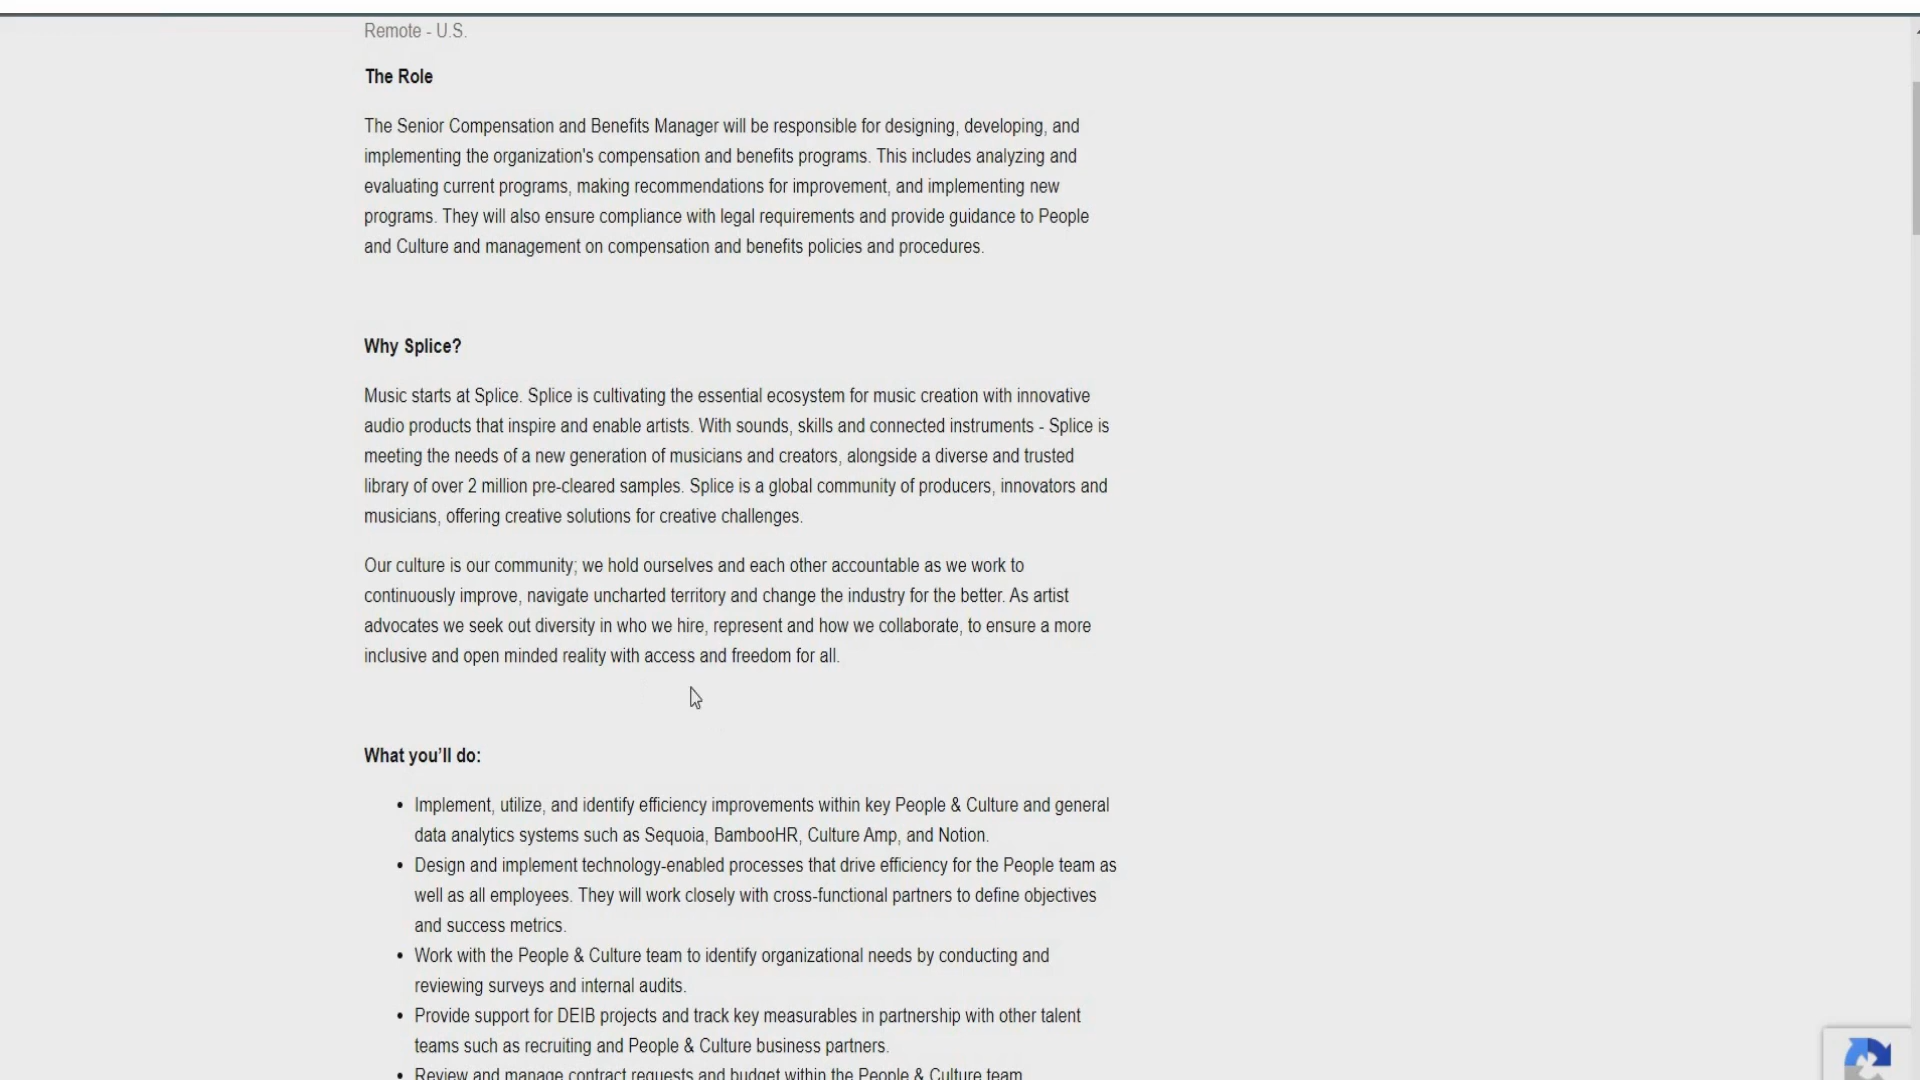 Remote - U.S.
The Role
The Senior Compensation and Benefits Manager will be responsible for designing, developing, and
implementing the organization's compensation and benefits programs. This includes analyzing and
evaluating current programs, making recommendations for improvement, and implementing new
programs. They will also ensure compliance with legal requirements and provide guidance to People
and Culture and management on compensation and benefits policies and procedures.
Why Splice?
Music starts at Splice. Splice is cultivating the essential ecosystem for music creation with innovative
audio products that inspire and enable artists. With sounds, skills and connected instruments - Splice is
meeting the needs of a new generation of musicians and creators, alongside a diverse and trusted
library of over 2 million pre-cleared samples. Splice is a global community of producers, innovators and
musicians, offering creative solutions for creative challenges.
Our culture is our community; we hold ourselves and each other accountable as we work to
continuously improve, navigate uncharted territory and change the industry for the better. As artist
advocates we seek out diversity in who we hire, represent and how we collaborate, to ensure a more
inclusive and open minded reality with access and freedom for all.
What you’ll do:
• Implement, utilize, and identify efficiency improvements within key People & Culture and general
data analytics systems such as Sequoia, BambooHR, Culture Amp, and Notion.
• Design and implement technology-enabled processes that drive efficiency for the People team as
well as all employees. They will work closely with cross-functional partners to define objectives
and success metrics.
• Work with the People & Culture team to identify organizational needs by conducting and
reviewing surveys and internal audits.
• Provide support for DEIB projects and track key measurables in partnership with other talent
teams such as recruiting and People & Culture business partners.
• Review and manage contract requests and budget within the People & Culture team